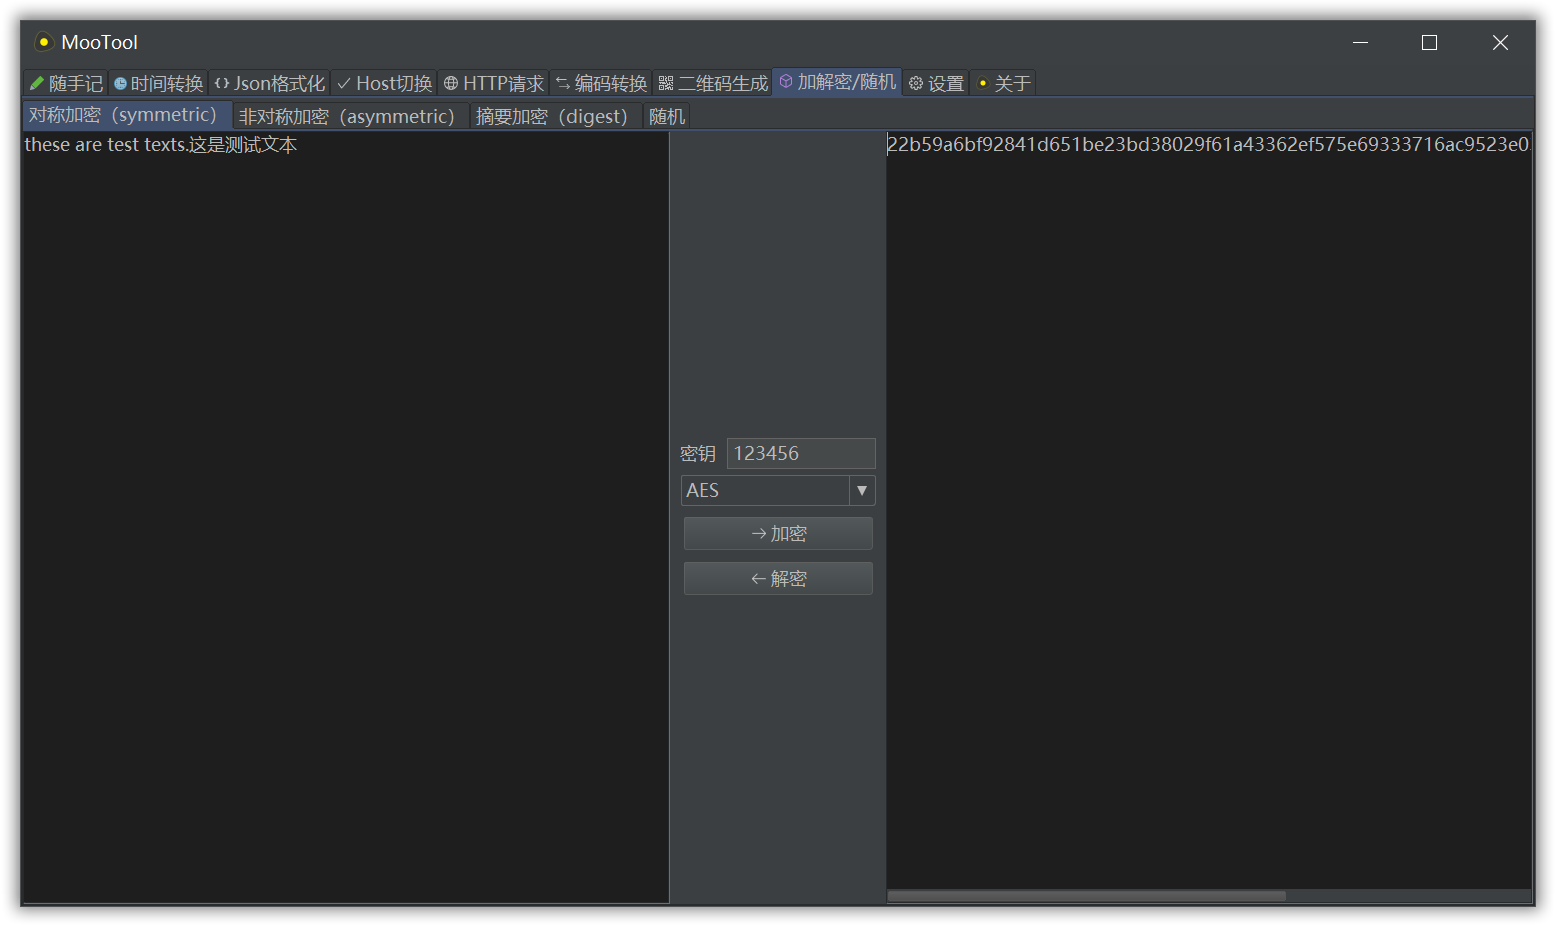 MooTool
随手记 时间转换 Json格式化 Host切换 HTTP请求 编码转换 二维码生成 加解密/随机 设置 关于
对称加密（symmetric） 非对称加密（asymmetric） 摘要加密（digest） 随机
these are test texts.这是测试文本
22b59a6bf92841d651be23bd38029f61a43362ef575e69333716ac9523e0
密钥 123456
AES
→ 加密
← 解密